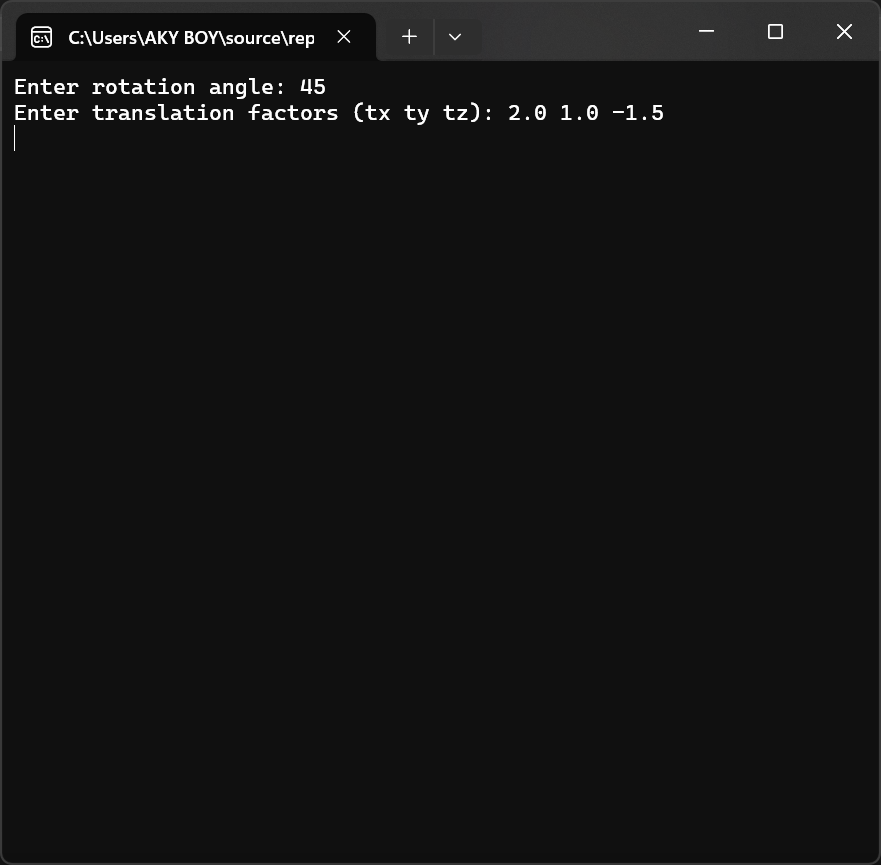 C:\Users\AKY BOY\source\rep
Enter rotation angle: 45
Enter translation factors (tx ty tz): 2.0 1.0 -1.5